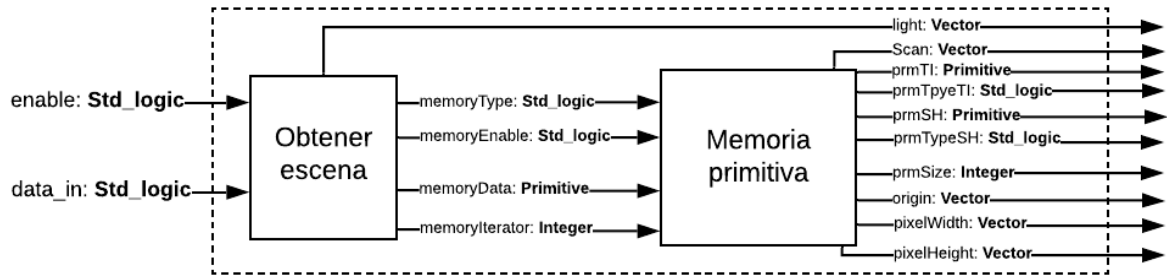 light: Vector
Scan: Vector
prmTI: Primitive
prmTpyeTI: Std_logic
prmSH: Primitive
prmTypeSH: Std_logic
prmSize: Integer
origin: Vector
pixelWidth: Vector
pixelHeight: Vector
enable: Std_logic
data_in: Std_logic
Obtener
escena
memoryType: Std_logic
memoryEnable: Std_logic
memoryData: Primitive
memoryIterator: Integer
Memoria
primitiva